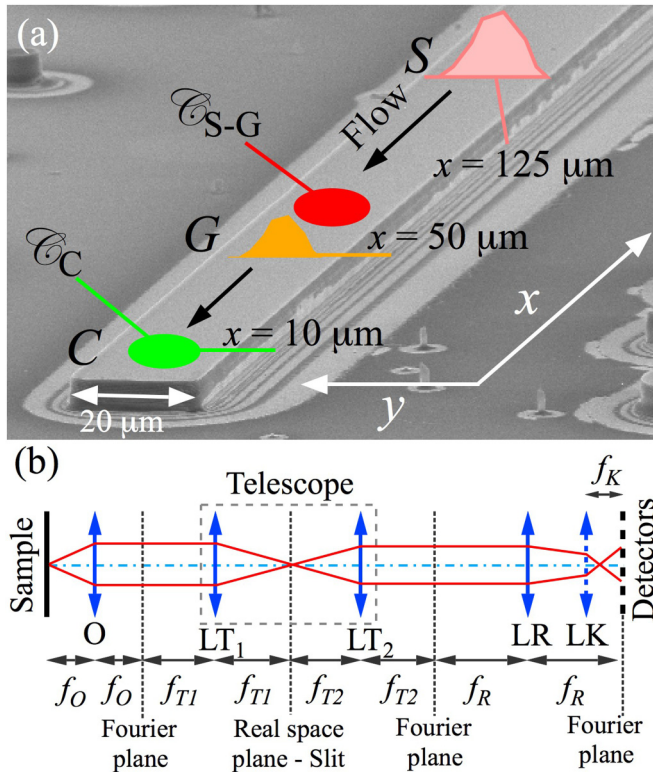 (a)
S
𝒞S-G
Flow
x = 125 μm
G
x = 50 μm
𝒞C
C
x = 10 μm
x
20 μm
y
(b)
fK
Telescope
Sample
Detectors
O
LT1
LT2
LR
LK
fO
fO
fT1
fT1
fT2
fT2
fR
fR
Fourier
plane
Real space
plane - Slit
Fourier
plane
Fourier
plane